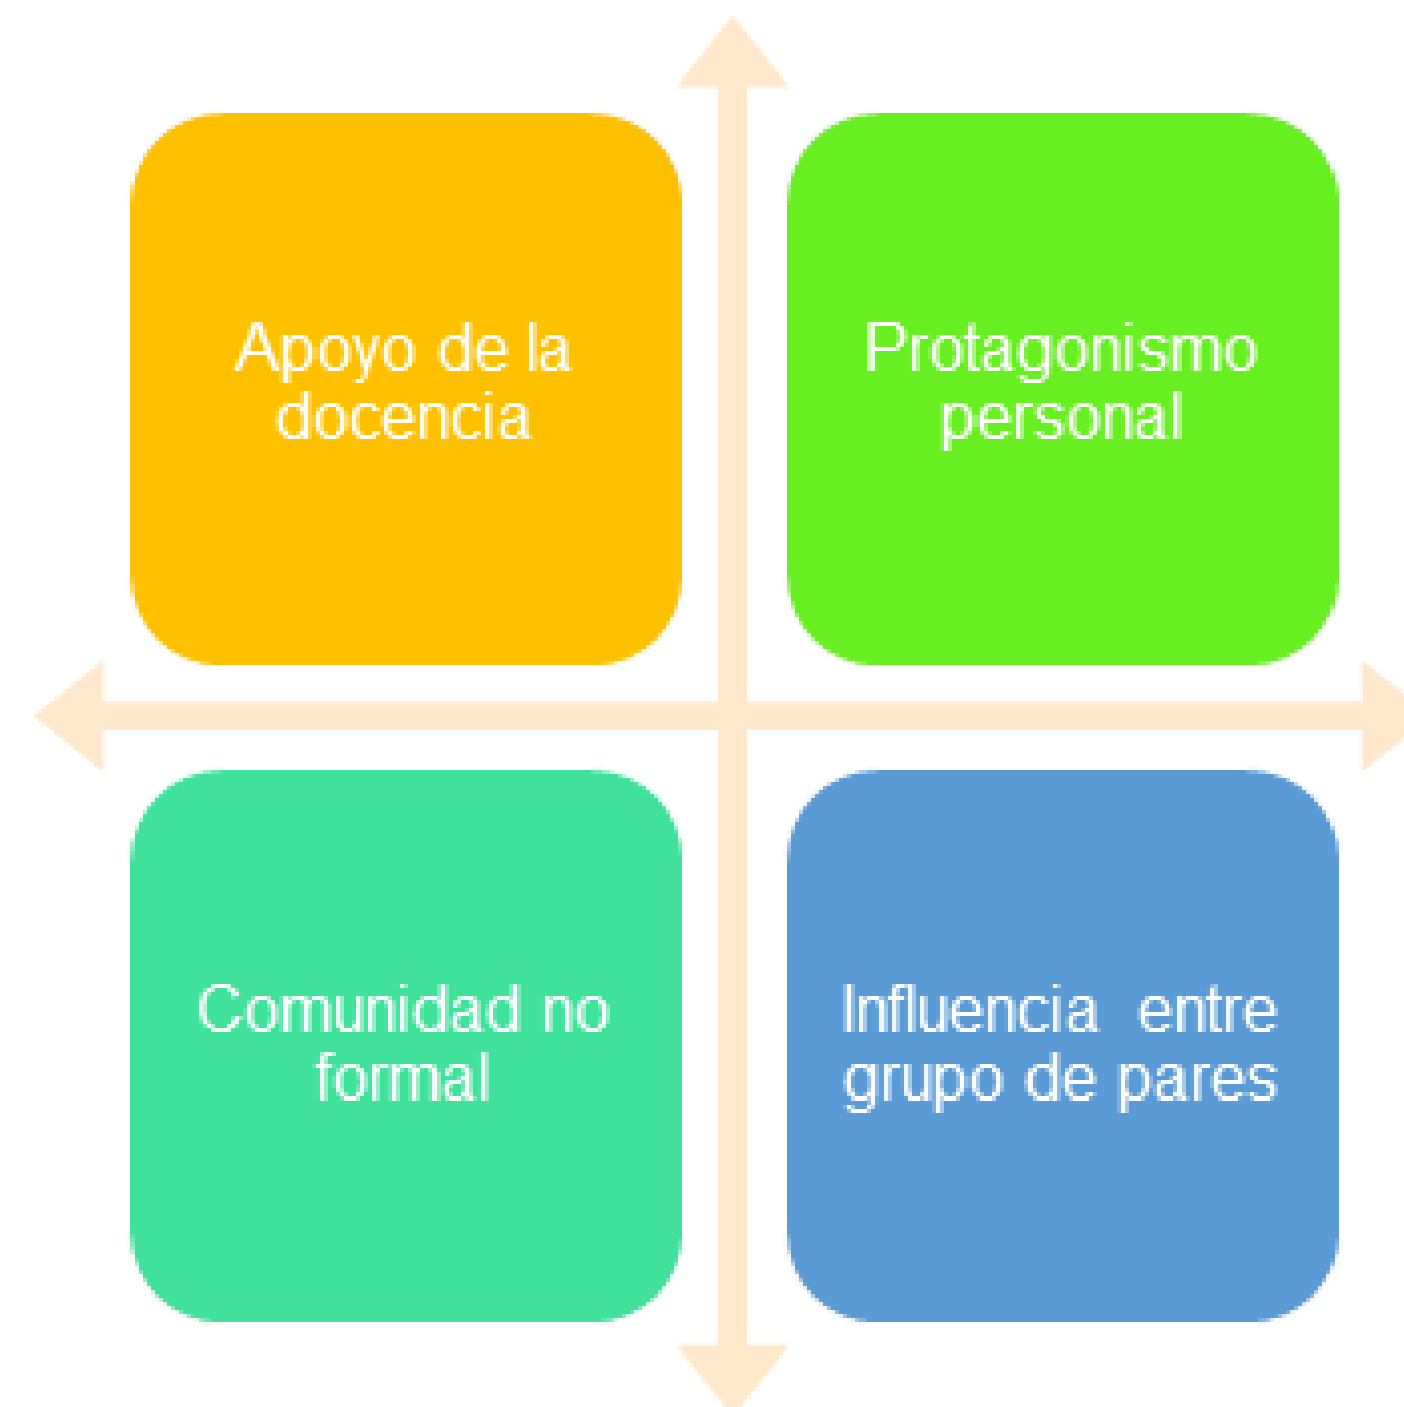 Apoyo de la
docencia
Protagonismo
personal
Comunidad no
formal
Influencia entre
grupo de pares